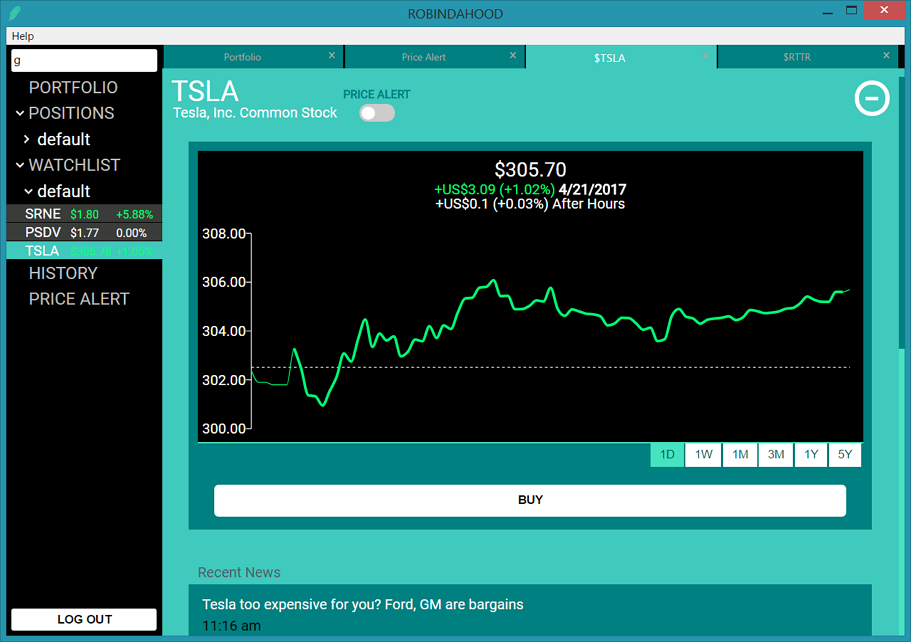 ROBINDAHOOD
Help
g
Portfolio
Price Alert
$TSLA
$RTTR
PORTFOLIO
POSITIONS
default
WATCHLIST
default
SRNE $1.80 +5.88%
PSDV $1.77 0.00%
TSLA
HISTORY
PRICE ALERT
LOG OUT
TSLA
PRICE ALERT
Tesla, Inc. Common Stock
$305.70
+US$3.09 (+1.02%) 4/21/2017
+US$0.1 (+0.03%) After Hours
308.00
306.00
304.00
302.00
300.00
1D 1W 1M 3M 1Y 5Y
BUY
Recent News
Tesla too expensive for you? Ford, GM are bargains
11:16 am